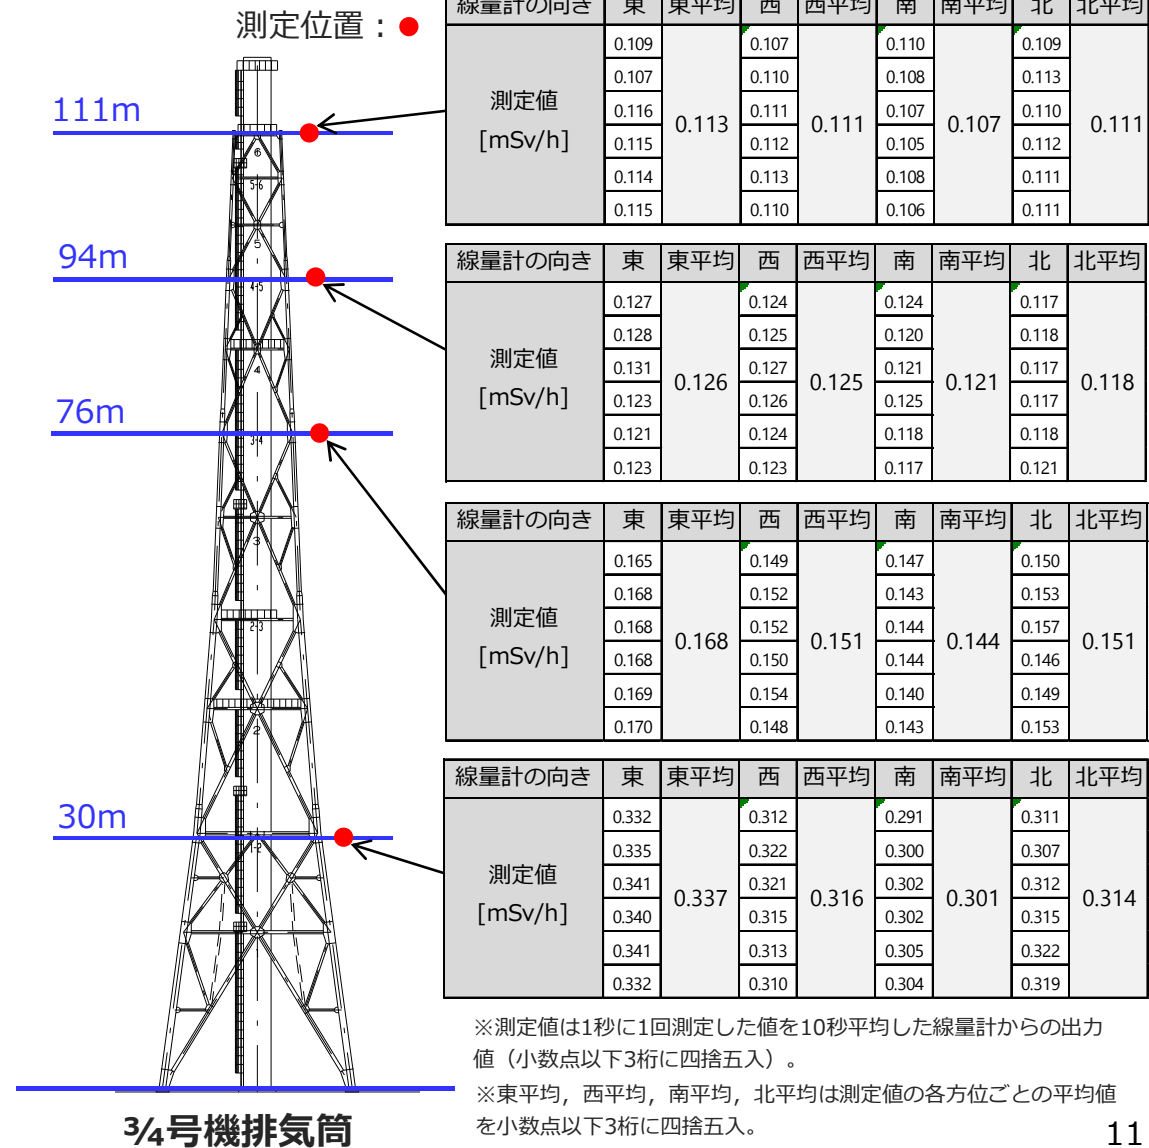 測定位置：
線量計の向き 東 東平均 西 西平均 南 南平均 北 北平均
測定値
[mSv/h]
0.109 0.107 0.110 0.109
0.107 0.110 0.108 0.113
0.116 0.111 0.107 0.110
0.113 0.111 0.107 0.111
0.115 0.112 0.105 0.112
0.114 0.113 0.108 0.111
0.115 0.110 0.106 0.111
111m
94m
線量計の向き 東 東平均 西 西平均 南 南平均 北 北平均
測定値
[mSv/h]
0.127 0.124 0.124 0.117
0.128 0.125 0.120 0.118
0.131 0.127 0.121 0.117
0.126 0.125 0.121 0.118
0.123 0.126 0.125 0.117
0.121 0.124 0.118 0.118
0.123 0.123 0.117 0.121
76m
線量計の向き 東 東平均 西 西平均 南 南平均 北 北平均
測定値
[mSv/h]
0.165 0.149 0.147 0.150
0.168 0.152 0.143 0.153
0.168 0.152 0.144 0.157
0.168 0.151 0.144 0.151
0.168 0.150 0.144 0.146
0.169 0.154 0.140 0.149
0.170 0.148 0.143 0.153
30m
線量計の向き 東 東平均 西 西平均 南 南平均 北 北平均
測定値
[mSv/h]
0.332 0.312 0.291 0.311
0.335 0.322 0.300 0.307
0.341 0.321 0.302 0.312
0.337 0.316 0.301 0.314
0.340 0.315 0.302 0.315
0.341 0.313 0.305 0.322
0.332 0.310 0.304 0.319
6
5-6
5
4-5
4
3-4
3
2-3
2
1-2
※測定値は1秒に1回測定した値を10秒平均した線量計からの出力
値（小数点以下3桁に四捨五入）。
※東平均，西平均，南平均，北平均は測定値の各方位ごとの平均値
を小数点以下3桁に四捨五入。
¾号機排気筒
11